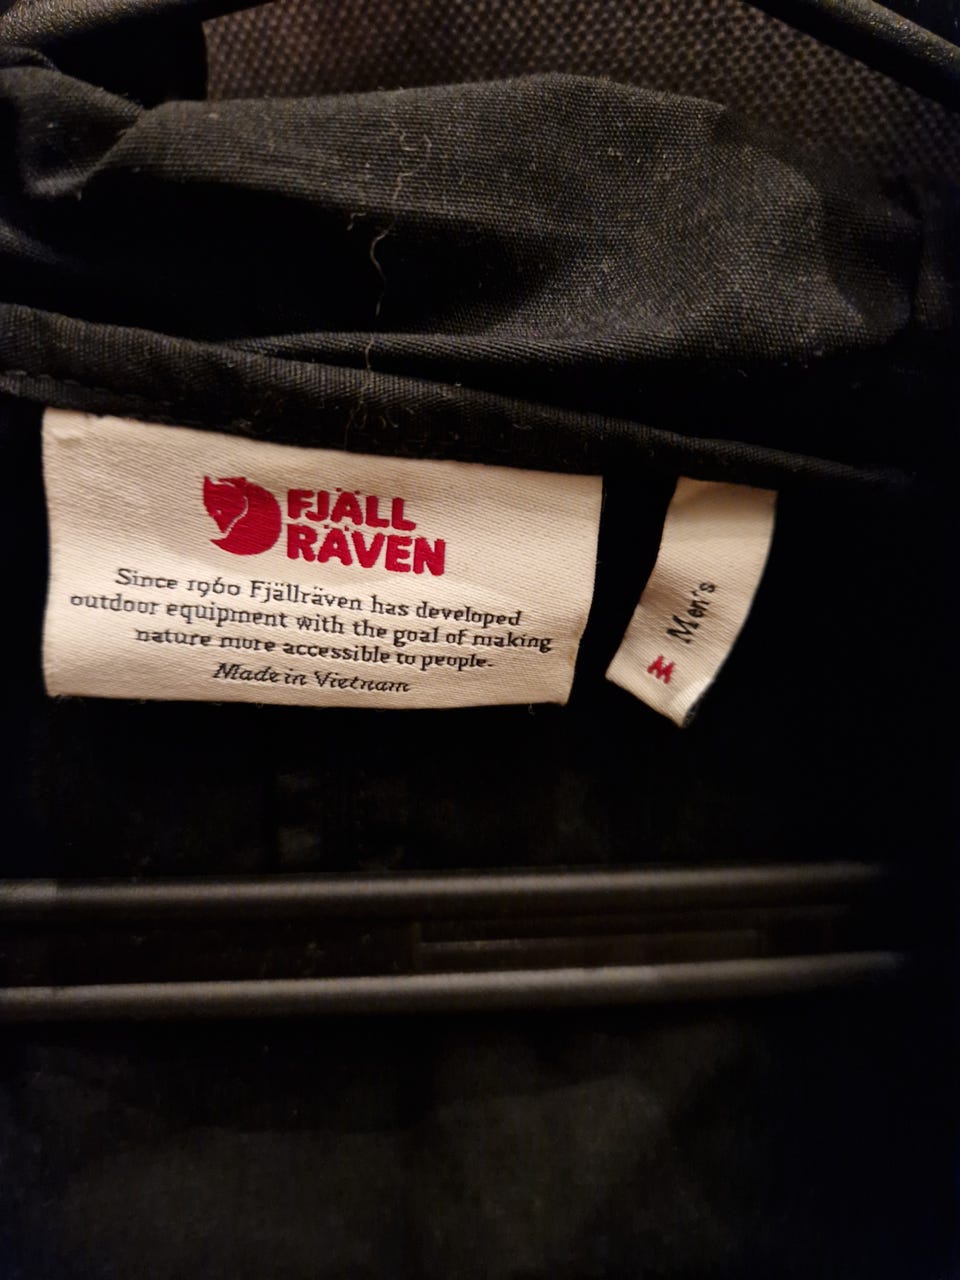 FJÄLL
RÄVEN
Since 1960 Fjällräven has developed
outdoor equipment with the goal of making
nature more accessible to people.
Made in Vietnam
M Men's